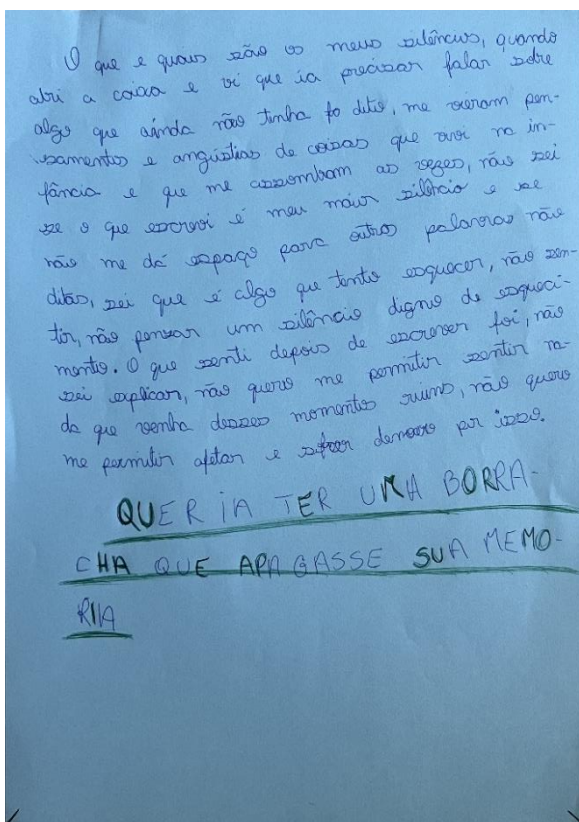 O que e quais são os meus silêncios, quando
abri a caixa e vi que ia precisar falar sobre
algo que ainda não tinha fo dito, me vieram pen-
samentos e angústias de coisas que ouvi na in-
fância e que me assombam as vezes, não sei
se o que escrevi é meu maior silêncio e se
não me dá espaço para outras palavras não
ditas, sei que é algo que tento esquecer, não sen-
tir, não pensar um silêncio digno de esqueci-
mento. O que senti depois de escrever foi, não
sei explicar, não quero me permitir sentir na-
da que venha desses momentos ruins, não quero
me permitir afetar e sofrer demais por isso.
QUERIA TER UMA BORRA-
CHA QUE APAGASSE SUA MEMO-
RIA